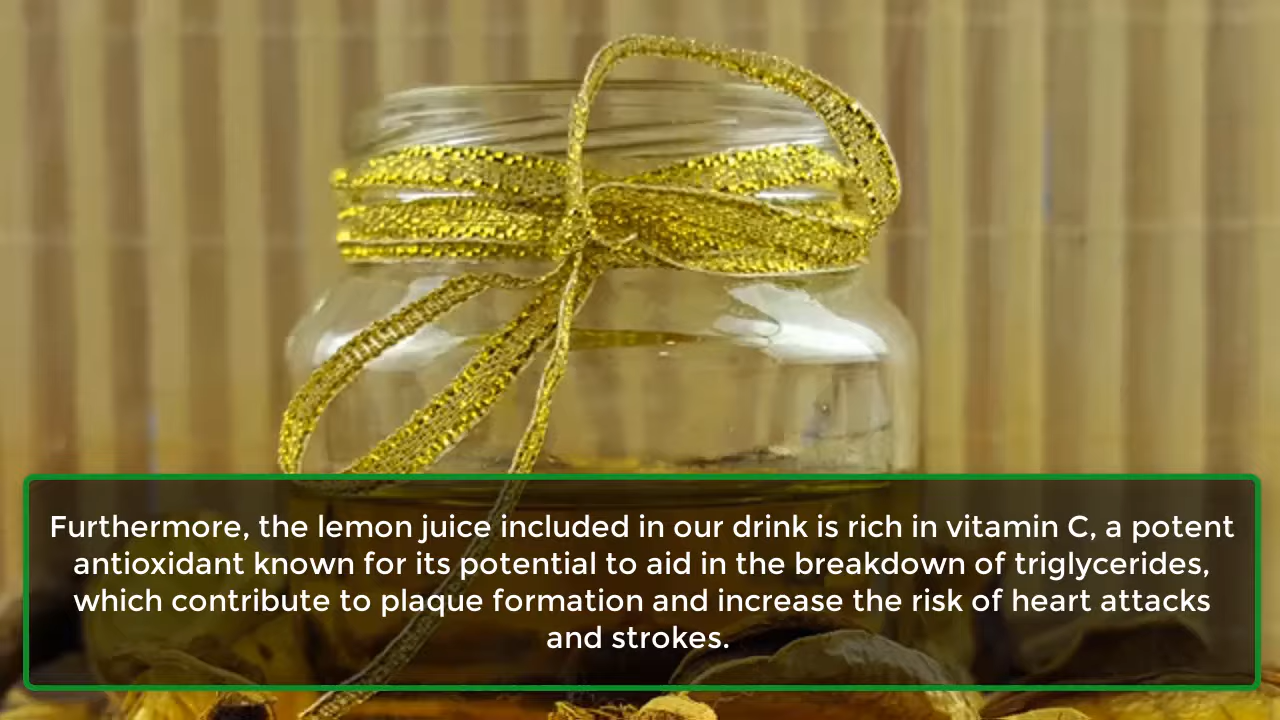 Furthermore, the lemon juice included in our drink is rich in vitamin C, a potent
antioxidant known for its potential to aid in the breakdown of triglycerides,
which contribute to plaque formation and increase the risk of heart attacks
and strokes.